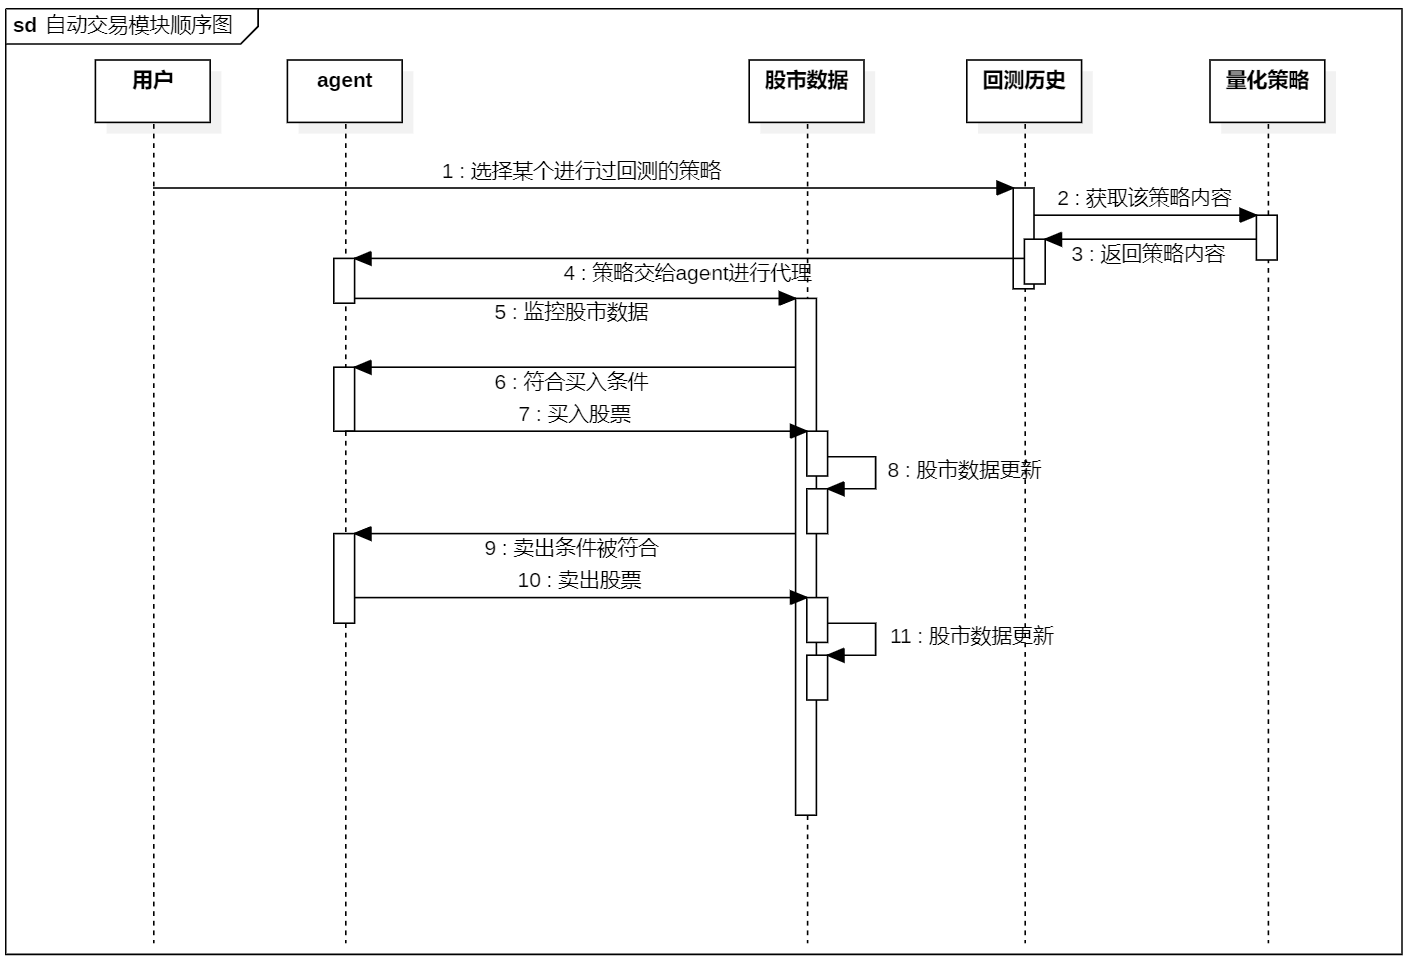 sd 自动交易模块顺序图
用户
agent
股市数据
回测历史
量化策略
1 : 选择某个进行过回测的策略
2 : 获取该策略内容
3 : 返回策略内容
4 : 策略交给agent进行代理
5 : 监控股市数据
6 : 符合买入条件
7 : 买入股票
8 : 股市数据更新
9 : 卖出条件被符合
10 : 卖出股票
11 : 股市数据更新